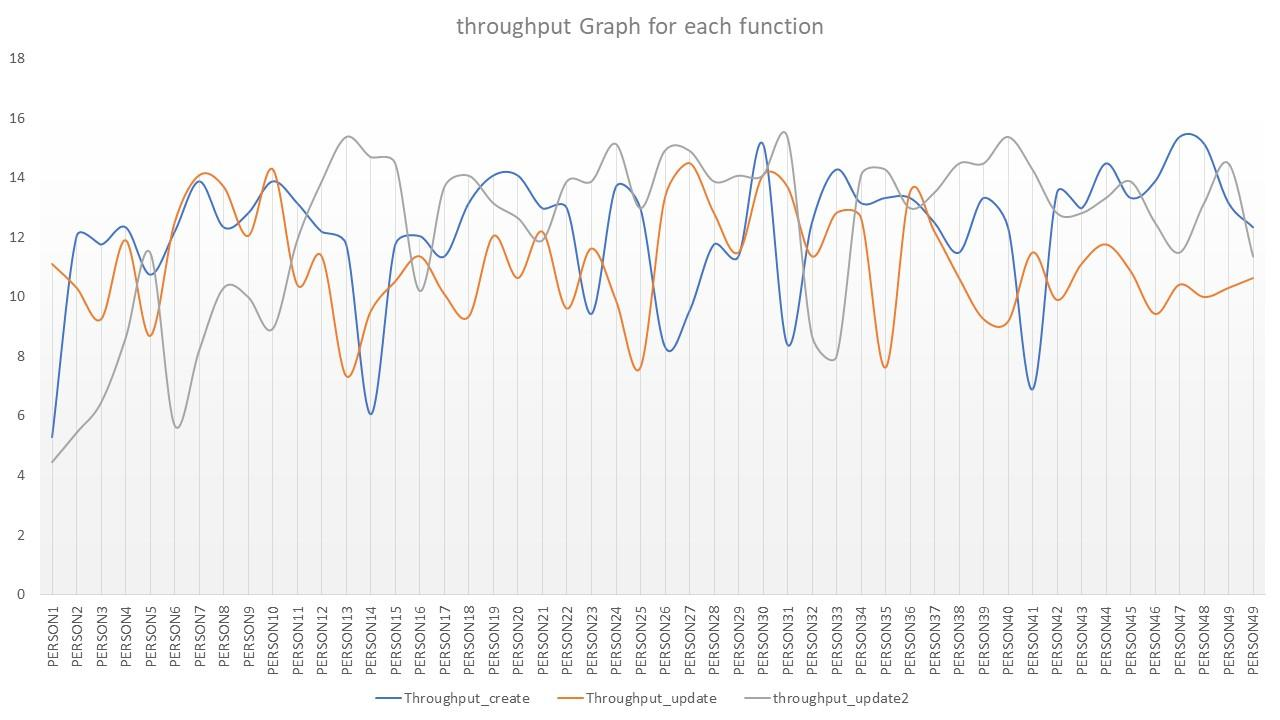 throughput Graph for each function
18
16
14
12
10
8
6
4
2
0
PERSON1
PERSON2
PERSON3
PERSON4
PERSON5
PERSON6
PERSON7
PERSON8
PERSON9
PERSON10
PERSON11
PERSON12
PERSON13
PERSON14
PERSON15
PERSON16
PERSON17
PERSON18
PERSON19
PERSON20
PERSON21
PERSON22
PERSON23
PERSON24
PERSON25
PERSON26
PERSON27
PERSON28
PERSON29
PERSON30
PERSON31
PERSON32
PERSON33
PERSON34
PERSON35
PERSON36
PERSON37
PERSON38
PERSON39
PERSON40
PERSON41
PERSON42
PERSON43
PERSON44
PERSON45
PERSON46
PERSON47
PERSON48
PERSON49
PERSON49
Throughput_create Throughput_update throughput_update2